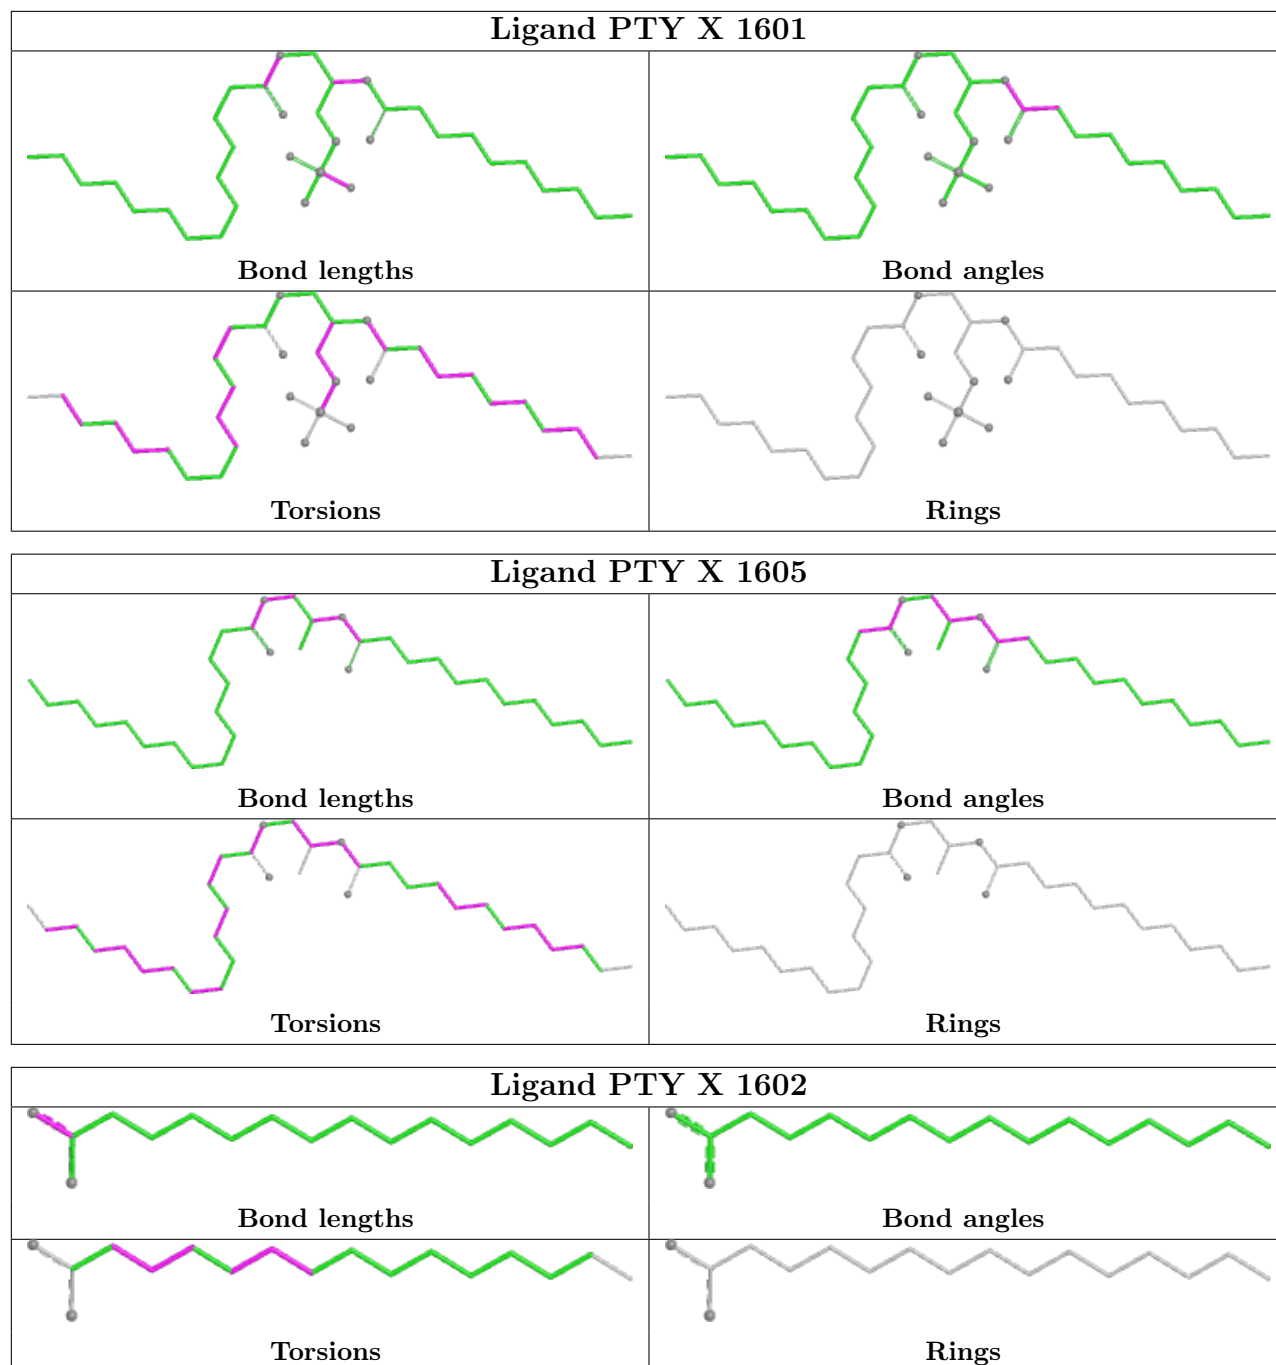 Ligand PTY X 1601
Bond lengths
Bond angles
Torsions
Rings
Ligand PTY X 1605
Bond lengths
Bond angles
Torsions
Rings
Ligand PTY X 1602
Bond lengths
Bond angles
Torsions
Rings